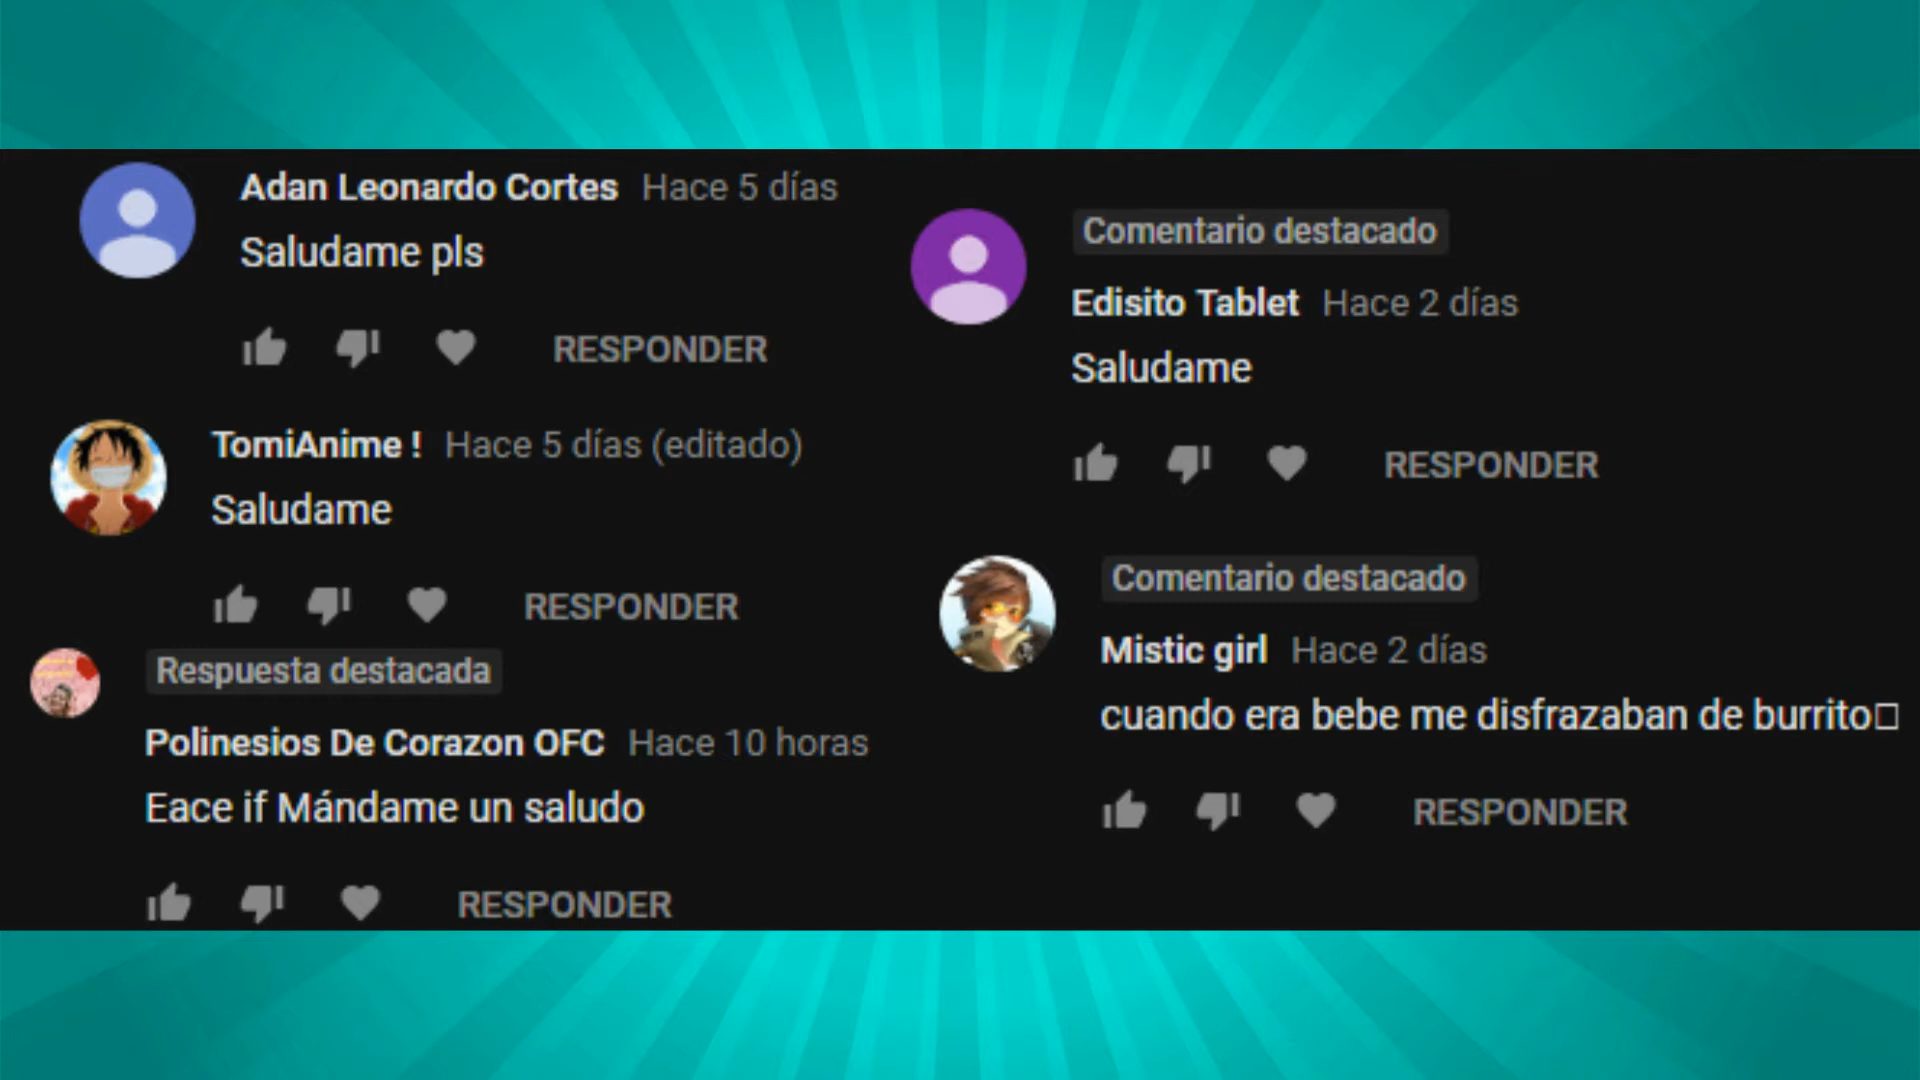 Adan Leonardo Cortes Hace 5 días
Saludame pls
RESPONDER
TomiAnime ! Hace 5 días (editado)
Saludame
RESPONDER
Respuesta destacada
Polinesios De Corazon OFC Hace 10 horas
Eace if Mándame un saludo
RESPONDER
Comentario destacado
Edisito Tablet Hace 2 días
Saludame
RESPONDER
Comentario destacado
Mistic girl Hace 2 días
cuando era bebe me disfrazaban de burrito□
RESPONDER